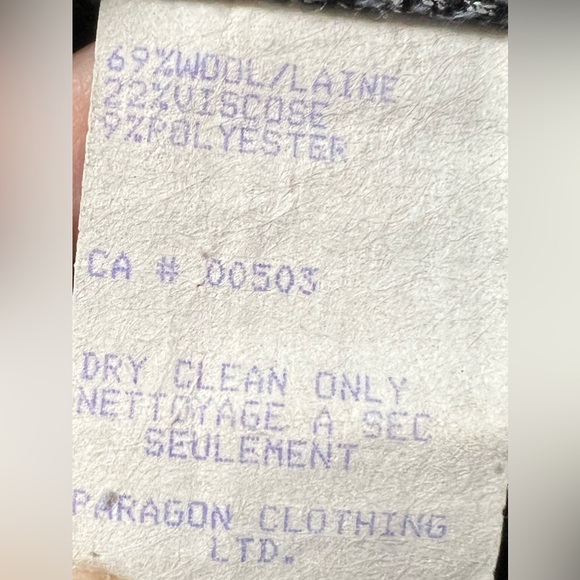 69%WOOL/LAINE
22%VISCOSE
9%POLYESTER
CA # 00503
DRY CLEAN ONLY
NETTOYAGE A SEC
SEULEMENT
PARAGON CLOTHING
LTD.